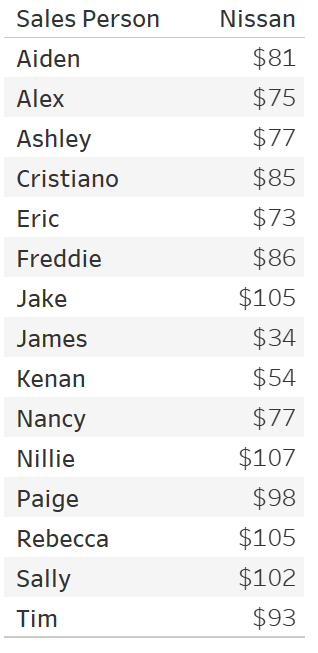 Sales Person Nissan
Aiden $81
Alex $75
Ashley $77
Cristiano $85
Eric $73
Freddie $86
Jake $105
James $34
Kenan $54
Nancy $77
Nillie $107
Paige $98
Rebecca $105
Sally $102
Tim $93